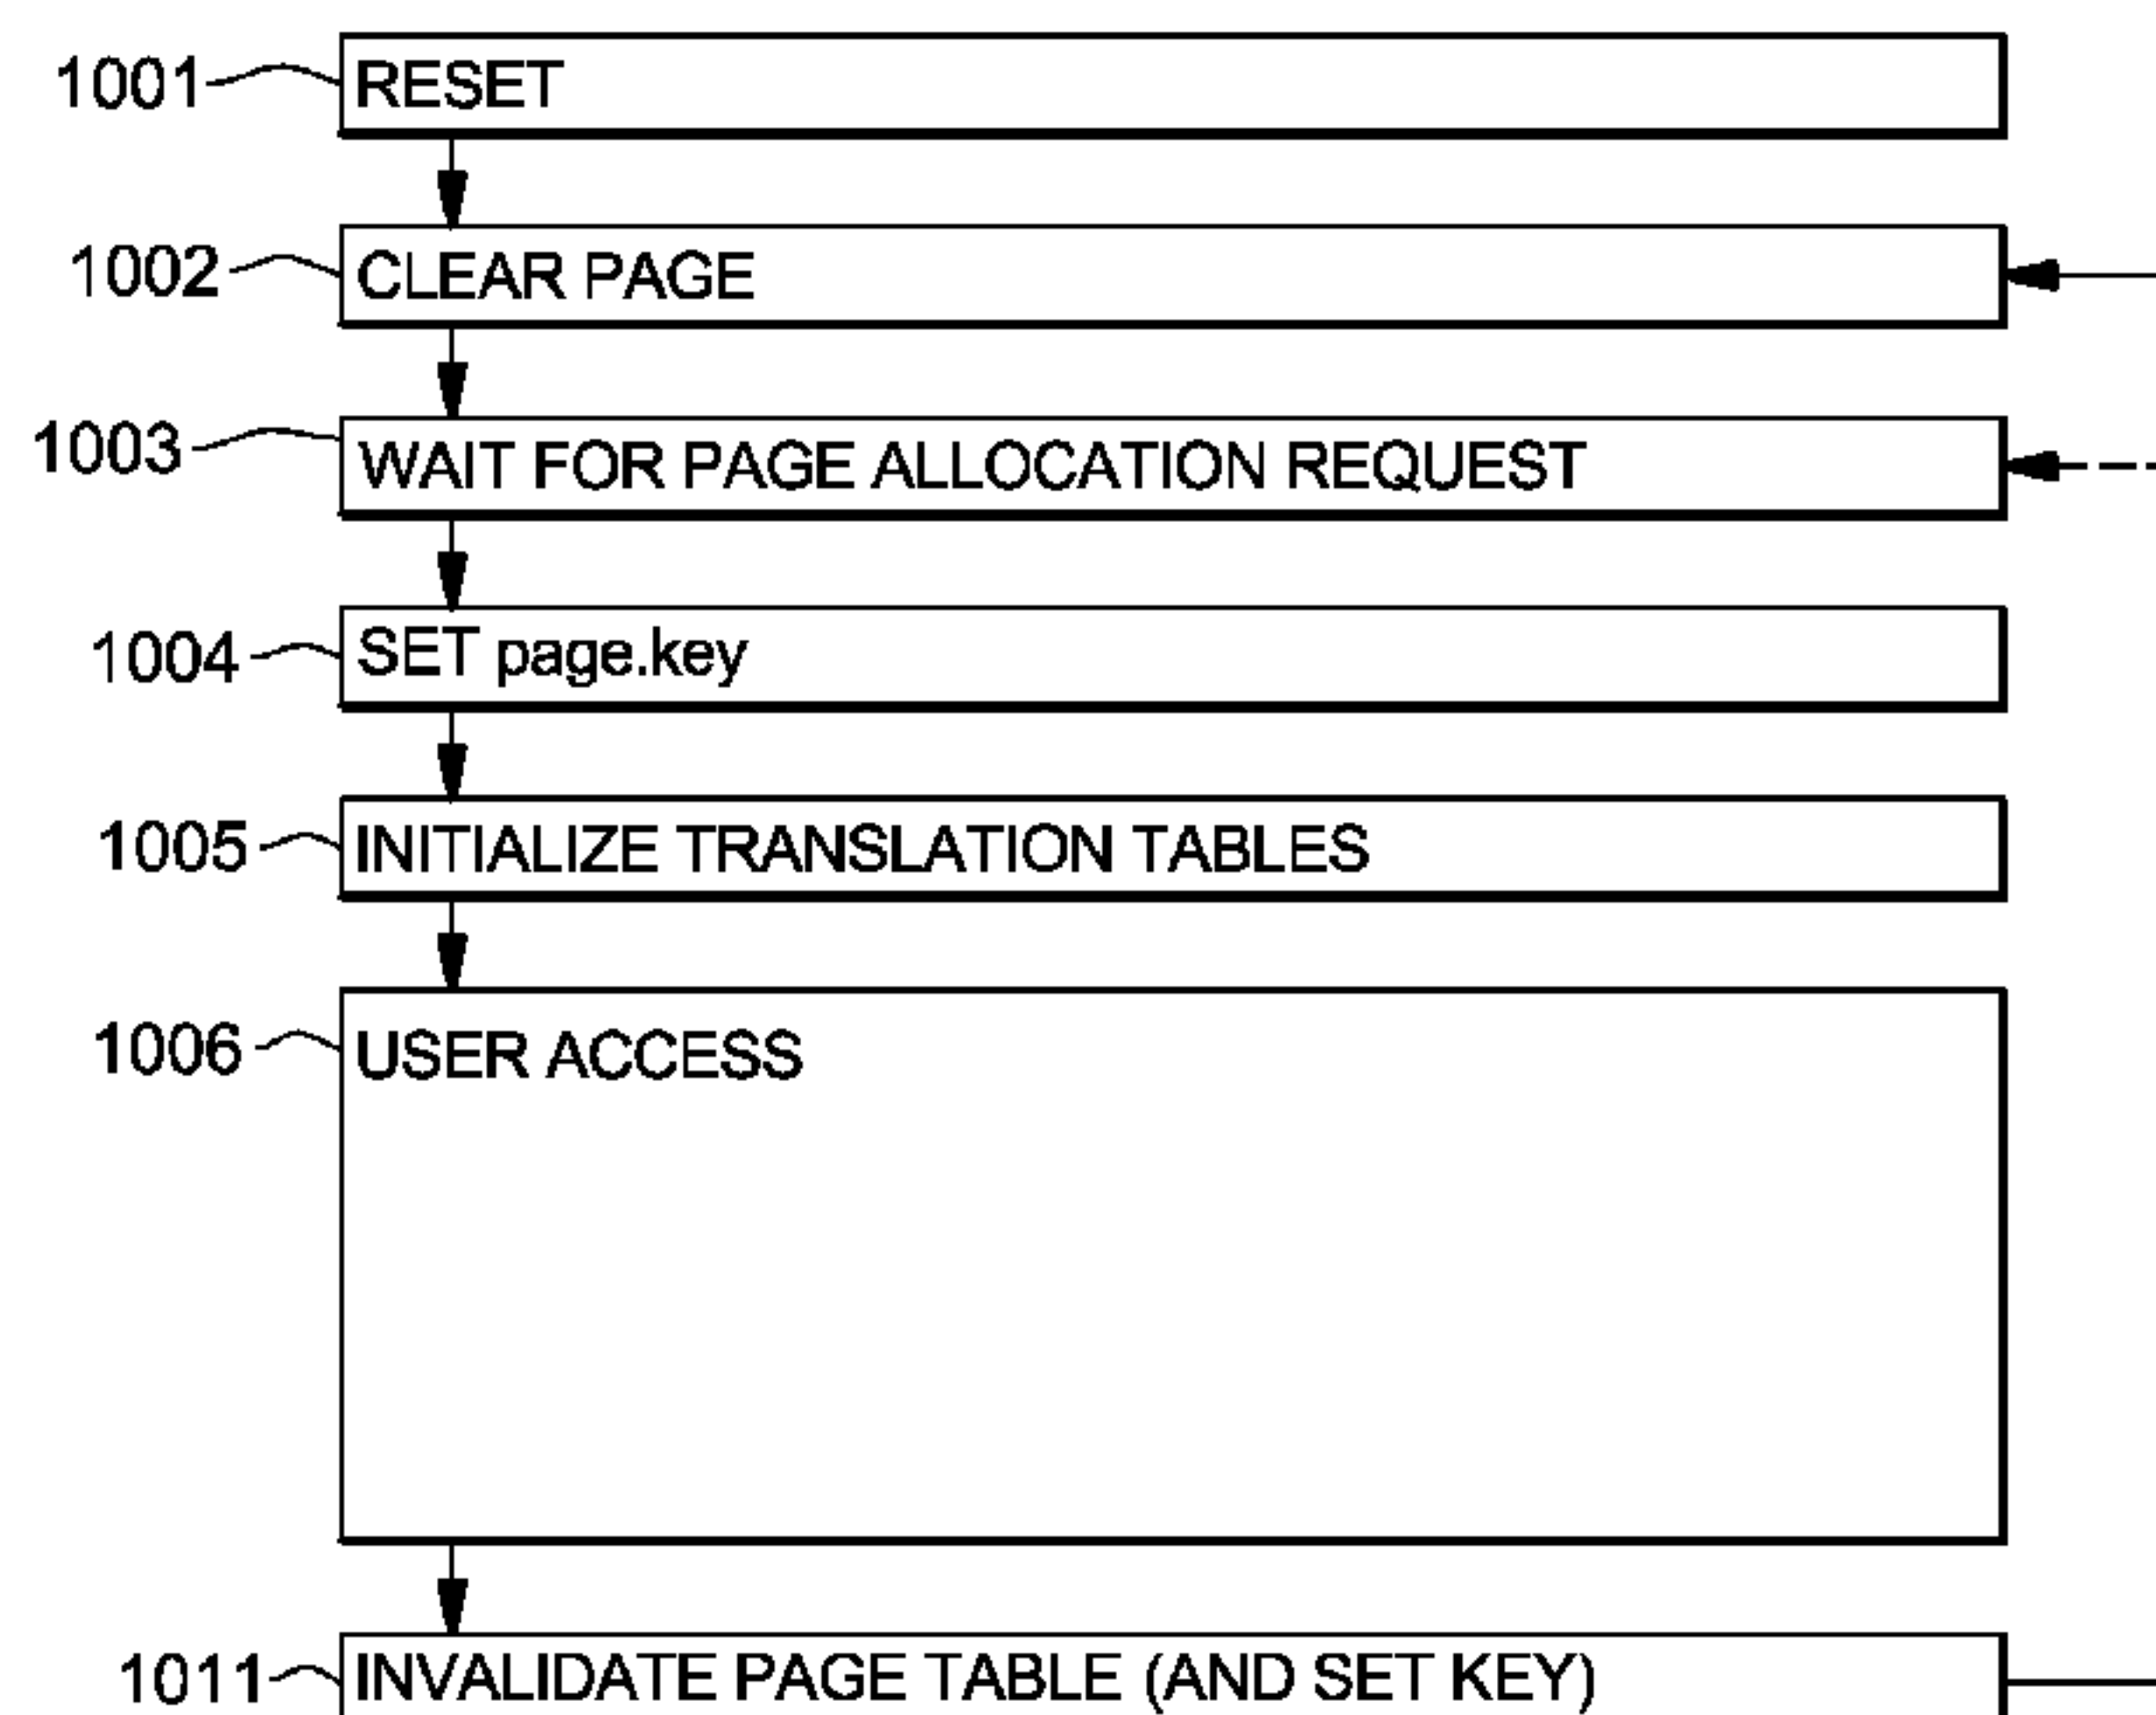 1001 RESET
1002 CLEAR PAGE
1003 WAIT FOR PAGE ALLOCATION REQUEST
1004 SET page.key
1005 INITIALIZE TRANSLATION TABLES
1006 USER ACCESS
1011 INVALIDATE PAGE TABLE (AND SET KEY)